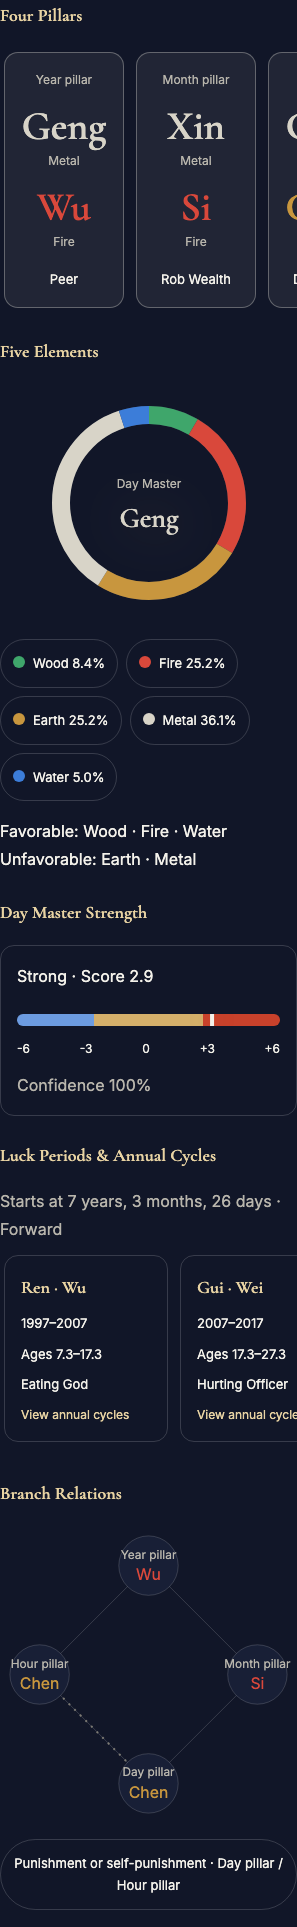 Four Pillars
Year pillar
Geng
Metal
Wu
Fire
Peer
Month pillar
Xin
Metal
Si
Fire
Rob Wealth
Five Elements
Day Master
Geng
Wood 8.4%
Fire 25.2%
Earth 25.2%
Metal 36.1%
Water 5.0%
Favorable: Wood · Fire · Water
Unfavorable: Earth · Metal
Day Master Strength
Strong · Score 2.9
-6 -3 0 +3 +6
Confidence 100%
Luck Periods & Annual Cycles
Starts at 7 years, 3 months, 26 days ·
Forward
Ren · Wu
1997–2007
Ages 7.3–17.3
Eating God
View annual cycles
Gui · Wei
2007–2017
Ages 17.3–27.3
Hurting Officer
View annual cycle
Branch Relations
Year pillar
Wu
Hour pillar
Chen
Month pillar
Si
Day pillar
Chen
Punishment or self-punishment · Day pillar /
Hour pillar